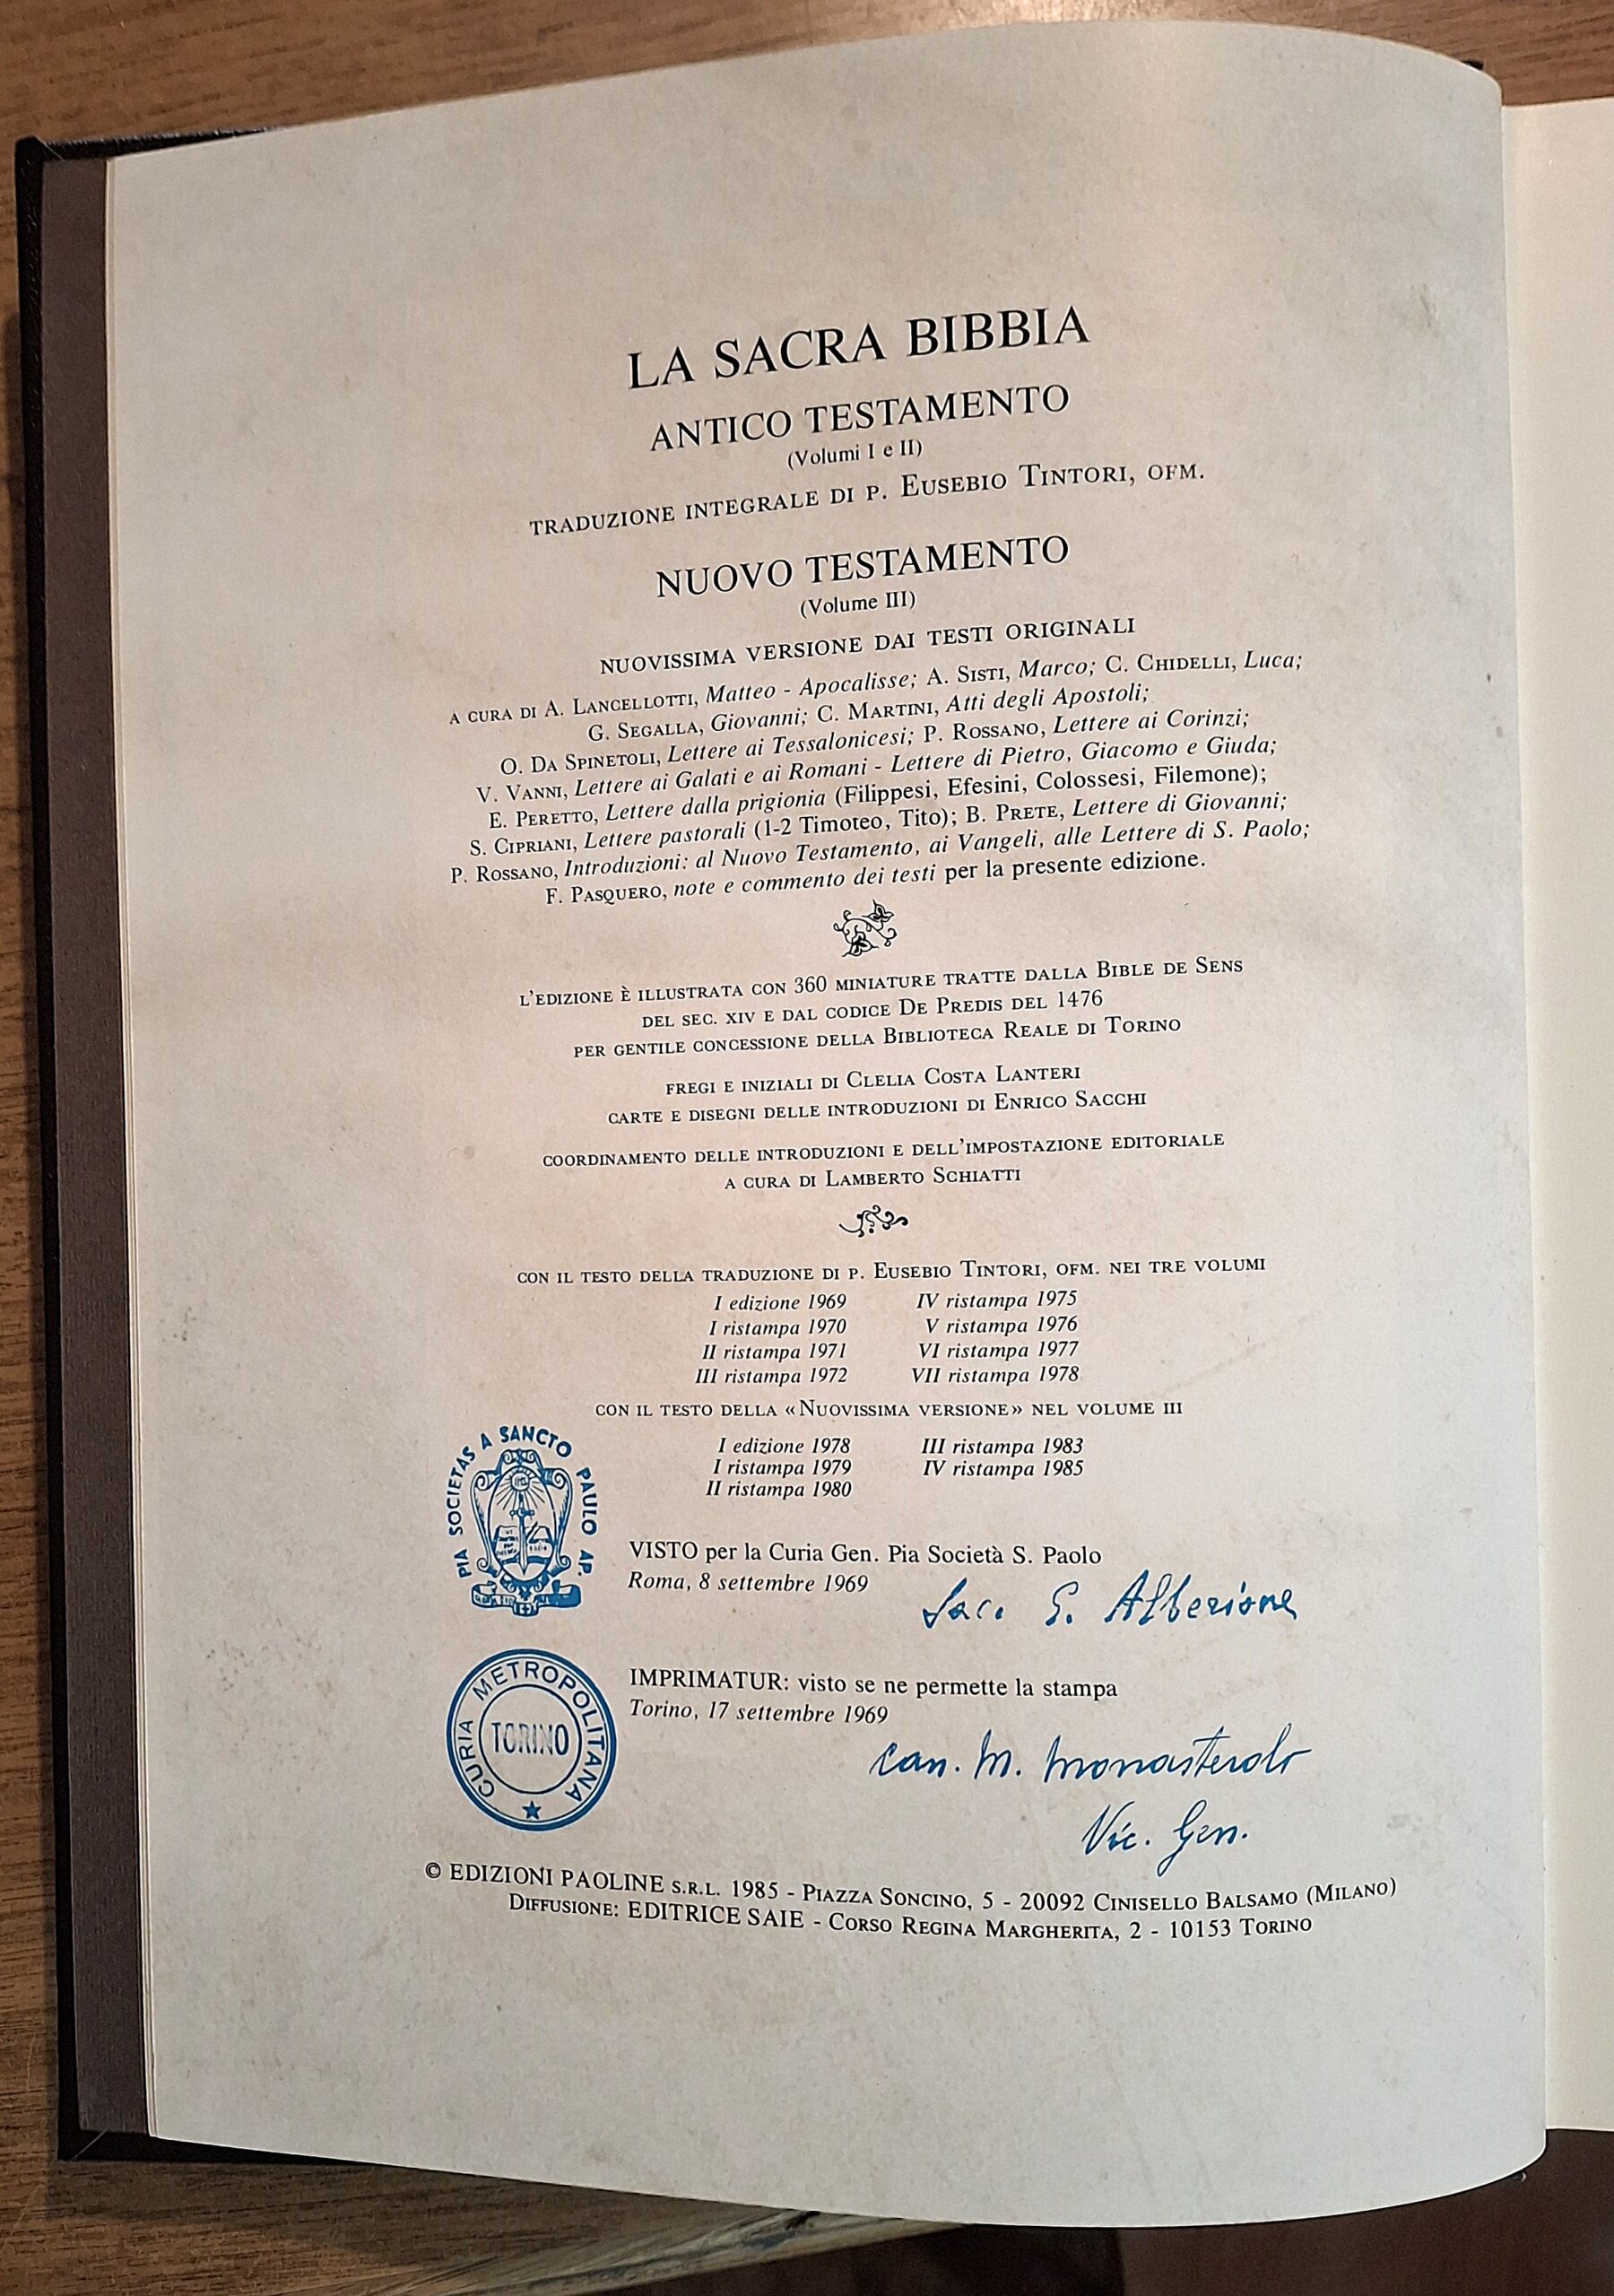 LA SACRA BIBBIA
ANTICO TESTAMENTO
(Volumi I e II)
TRADUZIONE INTEGRALE DI P. EUSEBIO TINTORI, OFM.
NUOVO TESTAMENTO
(Volume III)
NUOVISSIMA VERSIONE DAI TESTI ORIGINALI
A CURA DI A. LANCELLOTTI, Matteo - Apocalisse; A. SISTI, Marco; C. CHIDELLI, Luca;
G. SEGALLA, Giovanni; C. MARTINI, Atti degli Apostoli;
O. DA SPINETOLI, Lettere ai Tessalonicesi; P. ROSSANO, Lettere ai Corinzi;
V. VANNI, Lettere ai Galati e ai Romani - Lettere di Pietro, Giacomo e Giuda;
E. PERETTO, Lettere dalla prigionia (Filippesi, Efesini, Colossesi, Filemone);
S. CIPRIANI, Lettere pastorali (1-2 Timoteo, Tito); B. PRETE, Lettere di Giovanni;
P. ROSSANO, Introduzioni: al Nuovo Testamento, ai Vangeli, alle Lettere di S. Paolo;
F. PASQUERO, note e commento dei testi per la presente edizione.
L'EDIZIONE È ILLUSTRATA CON 360 MINIATURE TRATTE DALLA BIBLE DE SENS
DEL SEC. XIV E DAL CODICE DE PREDIS DEL 1476
PER GENTILE CONCESSIONE DELLA BIBLIOTECA REALE DI TORINO
FREGI E INIZIALI DI CLELIA COSTA LANTERI
CARTE E DISEGNI DELLE INTRODUZIONI DI ENRICO SACCHI
COORDINAMENTO DELLE INTRODUZIONI E DELL'IMPOSTAZIONE EDITORIALE
A CURA DI LAMBERTO SCHIATTI
CON IL TESTO DELLA TRADUZIONE DI P. EUSEBIO TINTORI, OFM. NEI TRE VOLUMI
I edizione 1969 IV ristampa 1975
I ristampa 1970 V ristampa 1976
II ristampa 1971 VI ristampa 1977
III ristampa 1972 VII ristampa 1978
CON IL TESTO DELLA «NUOVISSIMA VERSIONE» NEL VOLUME III
I edizione 1978 III ristampa 1983
I ristampa 1979 IV ristampa 1985
II ristampa 1980
PIA SOCIETAS A SANCTO PAULO AP.
VISTO per la Curia Gen. Pia Società S. Paolo
Roma, 8 settembre 1969
Sac. G. Alberione
CURIA METROPOLITANA
TORINO
IMPRIMATUR: visto se ne permette la stampa
Torino, 17 settembre 1969
can. M. Monasterolo
Vic. Gen.
© EDIZIONI PAOLINE S.R.L. 1985 - PIAZZA SONCINO, 5 - 20092 CINISELLO BALSAMO (MILANO)
DIFFUSIONE: EDITRICE SAIE - CORSO REGINA MARGHERITA, 2 - 10153 TORINO